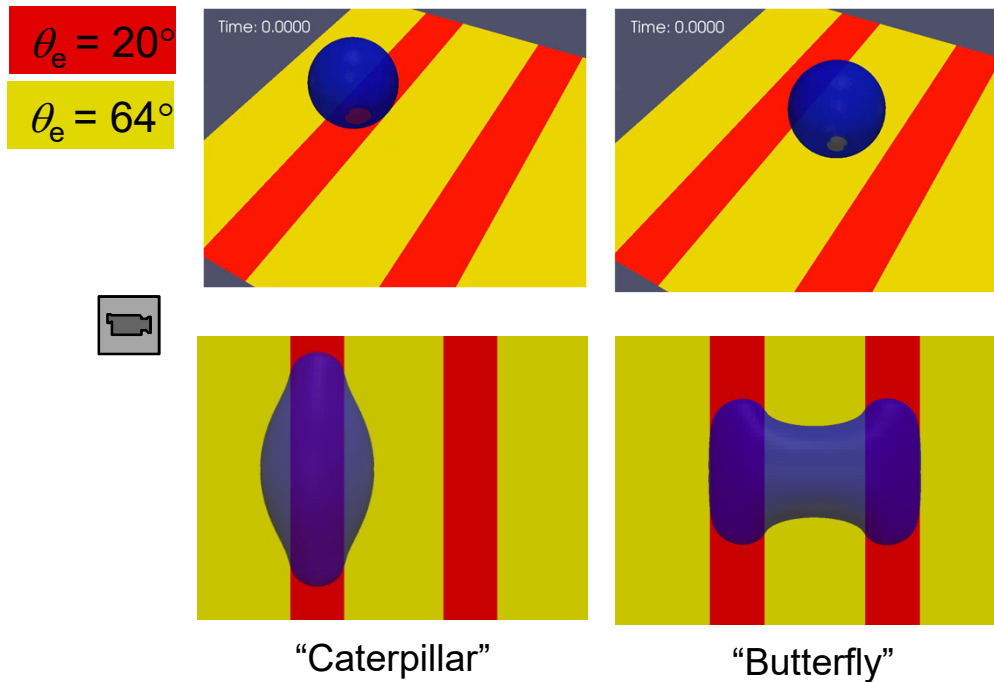 θe = 20°
θe = 64°
Time: 0.0000
Time: 0.0000
“Caterpillar”
“Butterfly”